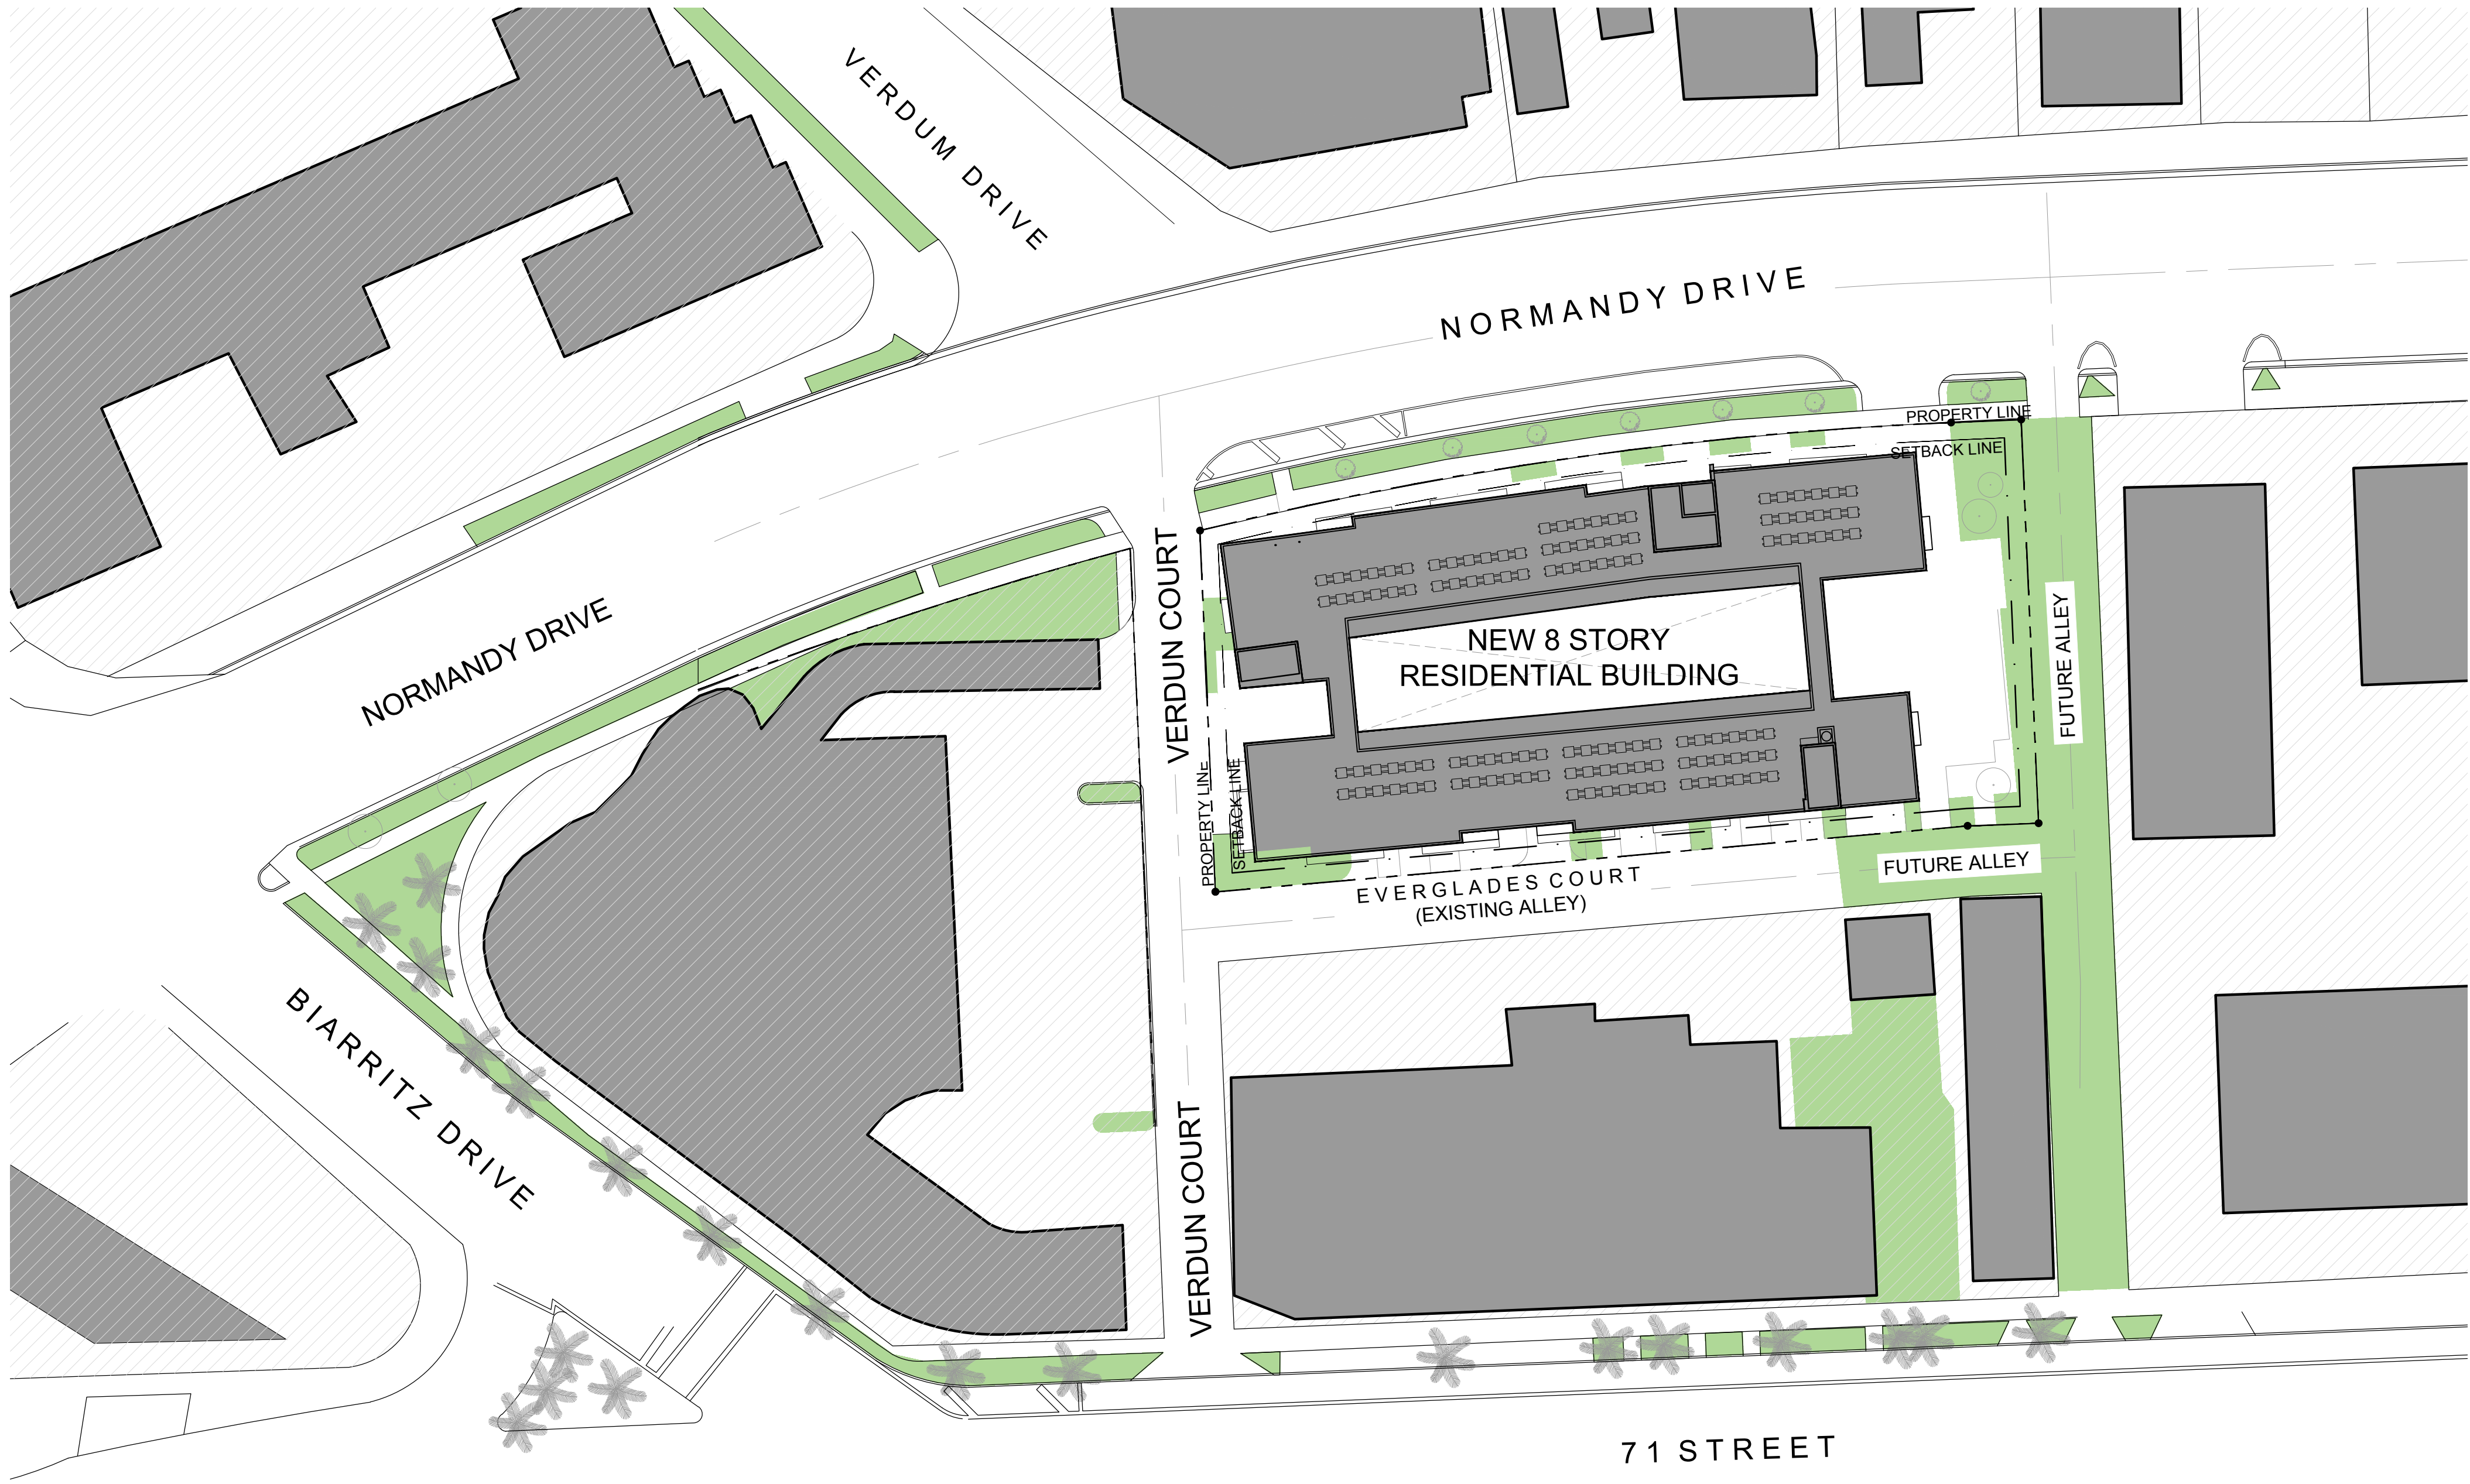 VERDUM DRIVE
NORMANDY DRIVE
PROPERTY LINE
SETBACK LINE
NORMANDY DRIVE
VERDUN COURT
NEW 8 STORY
RESIDENTIAL BUILDING
FUTURE ALLEY
PROPERTY LINE
SETBACK LINE
FUTURE ALLEY
EVERGLADES COURT
(EXISTING ALLEY)
BIARRITZ DRIVE
VERDUN COURT
71 STREET